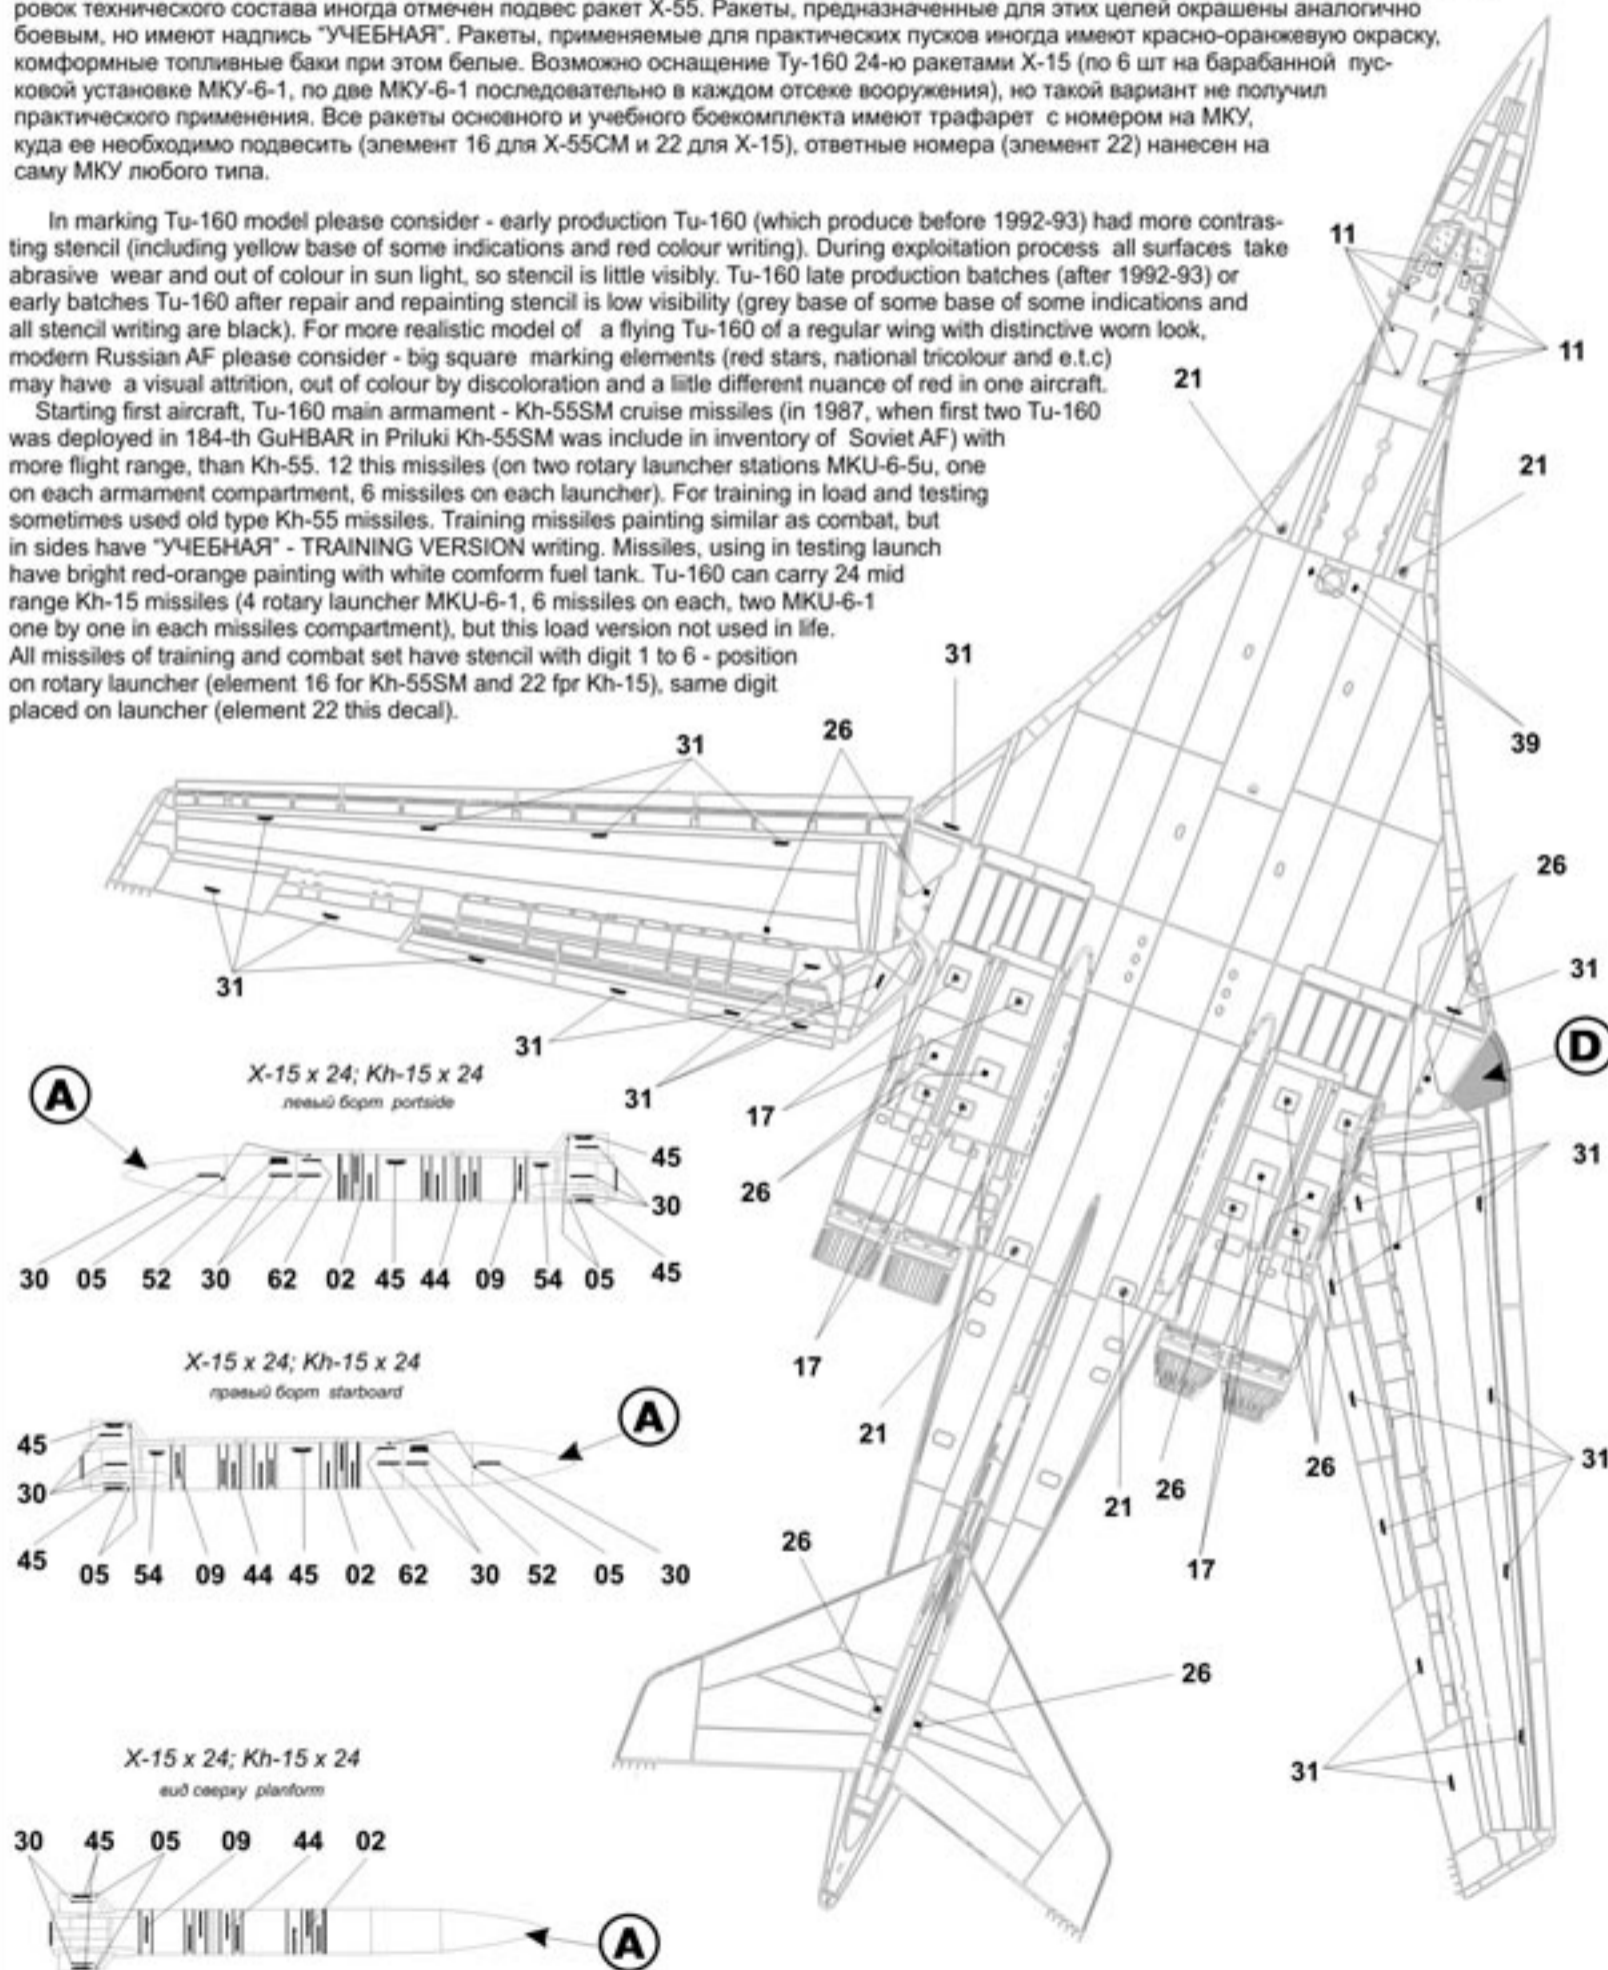 ровок технического состава иногда отмечен подвес ракет Х-55. Ракеты, предназначенные для этих целей окрашены аналогично
боевым, но имеют надпись "УЧЕБНАЯ". Ракеты, применяемые для практических пусков иногда имеют красно-оранжевую окраску,
комформные топливные баки при этом белые. Возможно оснащение Ту-160 24-ю ракетами Х-15 (по 6 шт на барабанной пус-
ковой установке МКУ-6-1, по две МКУ-6-1 последовательно в каждом отсеке вооружения), но такой вариант не получил
практического применения. Все ракеты основного и учебного боекомплекта имеют трафарет с номером на МКУ,
куда ее необходимо подвесить (элемент 16 для Х-55СМ и 22 для Х-15), ответные номера (элемент 22) нанесен на
саму МКУ любого типа.
In marking Tu-160 model please consider - early production Tu-160 (which produce before 1992-93) had more contras-
ting stencil (including yellow base of some indications and red colour writing). During exploitation process all surfaces take
abrasive wear and out of colour in sun light, so stencil is little visibly. Tu-160 late production batches (after 1992-93) or
early batches Tu-160 after repair and repainting stencil is low visibility (grey base of some base of some indications and
all stencil writing are black). For more realistic model of a flying Tu-160 of a regular wing with distinctive worn look,
modern Russian AF please consider - big square marking elements (red stars, national tricolour and e.t.c)
may have a visual attrition, out of colour by discoloration and a liitle different nuance of red in one aircraft.
Starting first aircraft, Tu-160 main armament - Kh-55SM cruise missiles (in 1987, when first two Tu-160
was deployed in 184-th GuHBAR in Priluki Kh-55SM was include in inventory of Soviet AF) with
more flight range, than Kh-55. 12 this missiles (on two rotary launcher stations MKU-6-5u, one
on each armament compartment, 6 missiles on each launcher). For training in load and testing
sometimes used old type Kh-55 missiles. Training missiles painting similar as combat, but
in sides have "УЧЕБНАЯ" - TRAINING VERSION writing. Missiles, using in testing launch
have bright red-orange painting with white comform fuel tank. Tu-160 can carry 24 mid
range Kh-15 missiles (4 rotary launcher MKU-6-1, 6 missiles on each, two MKU-6-1
one by one in each missiles compartment), but this load version not used in life.
All missiles of training and combat set have stencil with digit 1 to 6 - position
on rotary launcher (element 16 for Kh-55SM and 22 fpr Kh-15), same digit
placed on launcher (element 22 this decal).
11
11
21
21
31
39
31 26
26
31
31
31
D
31
17
31
26
17
21
26
26
31
21
17
26
26
31
X-15 x 24; Kh-15 x 24
левый борт portside
A
45
30
30 05 52 30 62 02 45 44 09 54 05 45
X-15 x 24; Kh-15 x 24
правый борт starboard
A
45
30
45
05 54 09 44 45 02 62 30 52 05 30
X-15 x 24; Kh-15 x 24
вид сверху planform
30 45 05 09 44 02
A